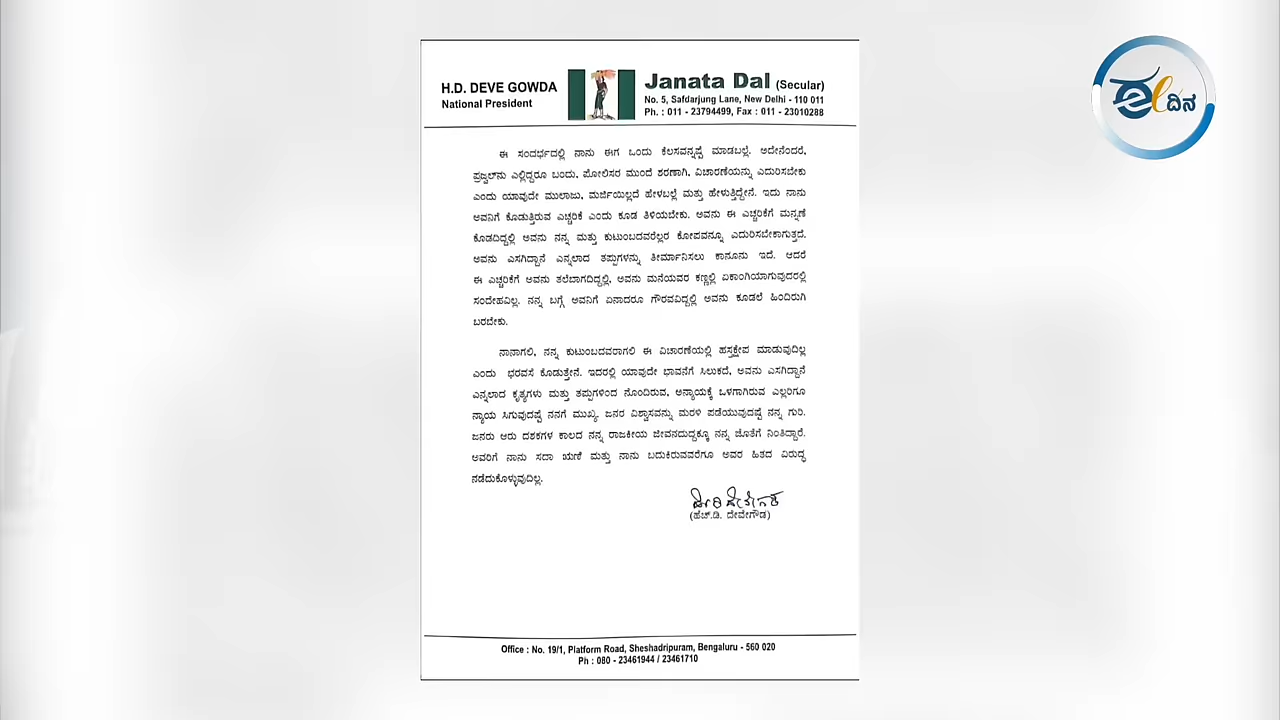 H.D. DEVE GOWDA
National President
Janata Dal (Secular)
No. 5, Safdarjung Lane, New Delhi - 110 011
Ph. : 011 - 23794499, Fax : 011 - 23010288
ಈ ಸಂದರ್ಭದಲ್ಲಿ ನಾನು ಈಗ ಒಂದು ಕೆಲಸವನ್ನಷ್ಟೆ ಮಾಡಬಲ್ಲೆ. ಅದೇನೆಂದರೆ,
ಪ್ರಜ್ವಲ್‌ನು ಎಲ್ಲಿದ್ದರೂ ಬಂದು, ಪೋಲಿಸರ ಮುಂದೆ ಶರಣಾಗಿ, ವಿಚಾರಣೆಯನ್ನು ಎದುರಿಸಬೇಕು
ಎಂದು ಯಾವುದೇ ಮುಲಾಜು, ಮರ್ಜಿಯಿಲ್ಲದೆ ಹೇಳಬಲ್ಲೆ ಮತ್ತು ಹೇಳುತ್ತಿದ್ದೇನೆ. ಇದು ನಾನು
ಅವನಿಗೆ ಕೊಡುತ್ತಿರುವ ಎಚ್ಚರಿಕೆ ಎಂದು ಕೂಡ ತಿಳಿಯಬೇಕು. ಅವನು ಈ ಎಚ್ಚರಿಕೆಗೆ ಮನ್ನಣೆ
ಕೊಡದಿದ್ದಲ್ಲಿ ಅವನು ನನ್ನ ಮತ್ತು ಕುಟುಂಬದವರೆಲ್ಲರ ಕೋಪವನ್ನೂ ಎದುರಿಸಬೇಕಾಗುತ್ತದೆ.
ಅವನು ಎಸಗಿದ್ದಾನೆ ಎನ್ನಲಾದ ತಪ್ಪುಗಳನ್ನು ತೀರ್ಮಾನಿಸಲು ಕಾನೂನು ಇದೆ. ಆದರೆ
ಈ ಎಚ್ಚರಿಕೆಗೆ ಅವನು ತಲೆಬಾಗದಿದ್ದಲ್ಲಿ, ಅವನು ಮನೆಯವರ ಕಣ್ಣಲ್ಲಿ ಏಕಾಂಗಿಯಾಗುವುದರಲ್ಲಿ
ಸಂದೇಹವಿಲ್ಲ. ನನ್ನ ಬಗ್ಗೆ ಅವನಿಗೆ ಏನಾದರೂ ಗೌರವವಿದ್ದಲ್ಲಿ ಅವನು ಕೂಡಲೆ ಹಿಂದಿರುಗಿ
ಬರಬೇಕು.
ನಾನಾಗಲಿ, ನನ್ನ ಕುಟುಂಬದವರಾಗಲಿ ಈ ವಿಚಾರಣೆಯಲ್ಲಿ ಹಸ್ತಕ್ಷೇಪ ಮಾಡುವುದಿಲ್ಲ
ಎಂದು ಭರವಸೆ ಕೊಡುತ್ತೇನೆ. ಇದರಲ್ಲಿ ಯಾವುದೇ ಭಾವನೆಗೆ ಸಿಲುಕದೆ, ಅವನು ಎಸಗಿದ್ದಾನೆ
ಎನ್ನಲಾದ ಕೃತ್ಯಗಳು ಮತ್ತು ತಪ್ಪುಗಳಿಂದ ನೊಂದಿರುವ, ಅನ್ಯಾಯಕ್ಕೆ ಒಳಗಾಗಿರುವ ಎಲ್ಲರಿಗೂ
ನ್ಯಾಯ ಸಿಗುವುದಷ್ಟೆ ನನಗೆ ಮುಖ್ಯ. ಜನರ ವಿಶ್ವಾಸವನ್ನು ಮರಳಿ ಪಡೆಯುವುದಷ್ಟೆ ನನ್ನ ಗುರಿ.
ಜನರು ಆರು ದಶಕಗಳ ಕಾಲದ ನನ್ನ ರಾಜಕೀಯ ಜೀವನದುದ್ದಕ್ಕೂ ನನ್ನ ಜೊತೆಗೆ ನಿಂತಿದ್ದಾರೆ.
ಅವರಿಗೆ ನಾನು ಸದಾ ಋಣಿ ಮತ್ತು ನಾನು ಬದುಕಿರುವವರೆಗೂ ಅವರ ಹಿತದ ವಿರುದ್ಧ
ನಡೆದುಕೊಳ್ಳುವುದಿಲ್ಲ.
(ಹೆಚ್.ಡಿ. ದೇವೇಗೌಡ)
Office : No. 19/1, Platform Road, Sheshadripuram, Bengaluru - 560 020
Ph : 080 - 23461944 / 23461710
ಈ ದಿನ